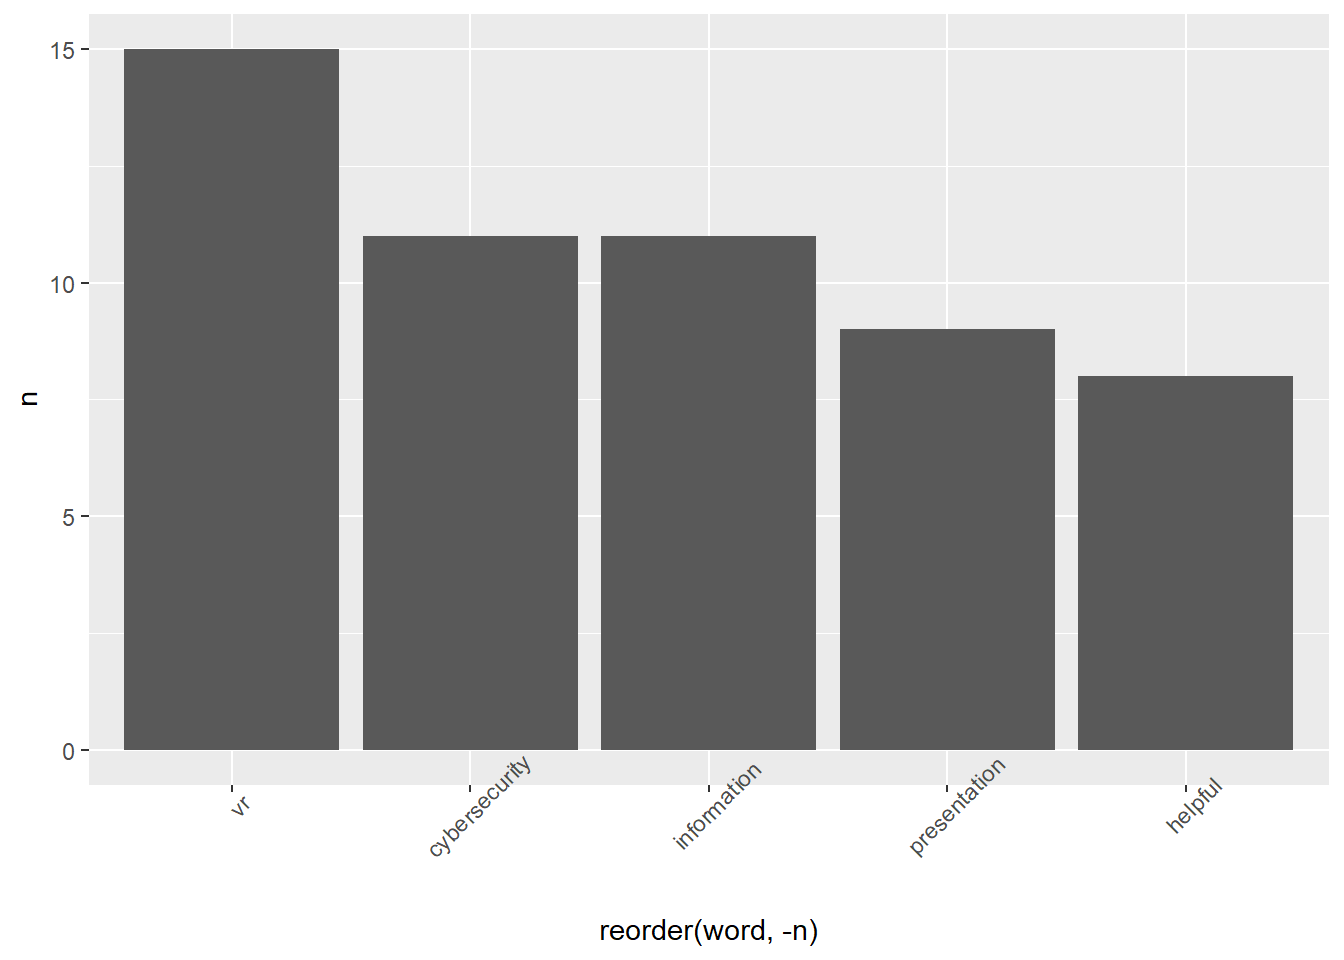 15
10
5
0
n
vr
cybersecurity
information
presentation
helpful
reorder(word, -n)